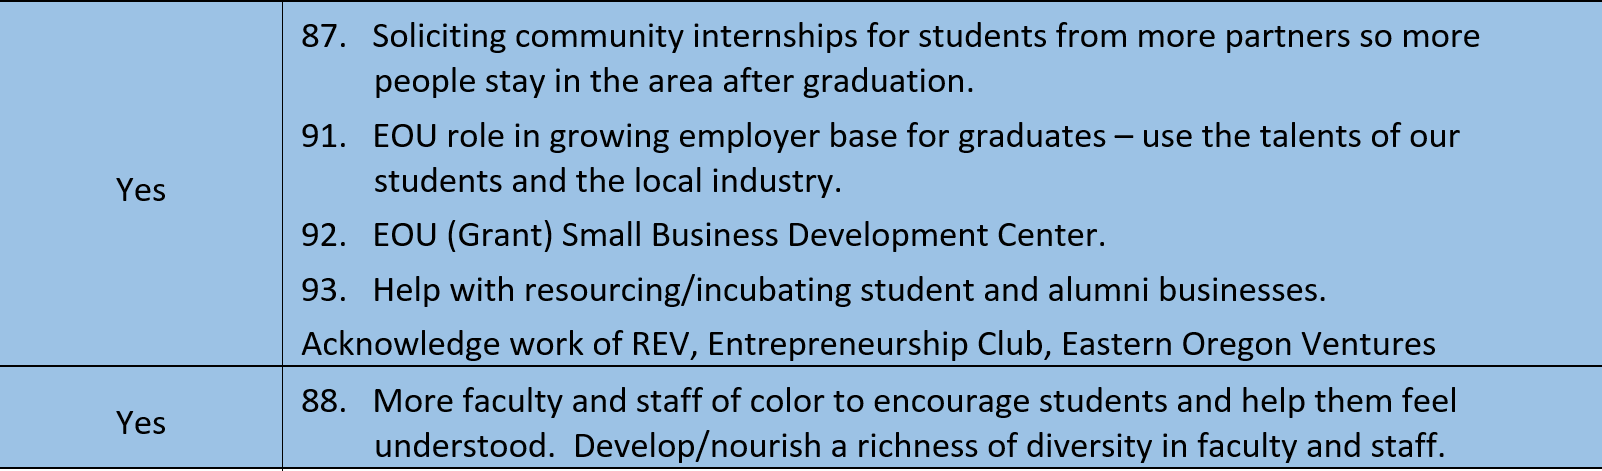 Yes
87. Soliciting community internships for students from more partners so more
people stay in the area after graduation.
91. EOU role in growing employer base for graduates – use the talents of our
students and the local industry.
92. EOU (Grant) Small Business Development Center.
93. Help with resourcing/incubating student and alumni businesses.
Acknowledge work of REV, Entrepreneurship Club, Eastern Oregon Ventures
Yes
88. More faculty and staff of color to encourage students and help them feel
understood.  Develop/nourish a richness of diversity in faculty and staff.